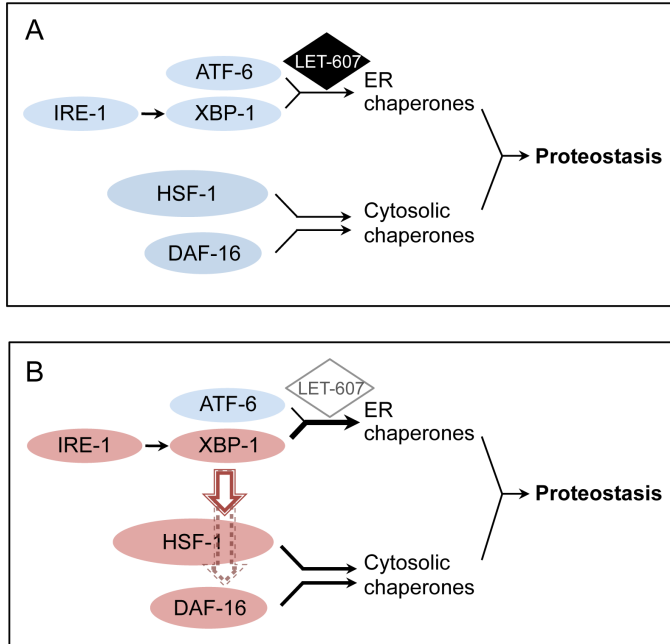 A
LET-607
ATF-6
ER
chaperones
IRE-1
XBP-1
Proteostasis
HSF-1
Cytosolic
chaperones
DAF-16
B
LET-607
ATF-6
ER
chaperones
IRE-1
XBP-1
Proteostasis
HSF-1
Cytosolic
chaperones
DAF-16